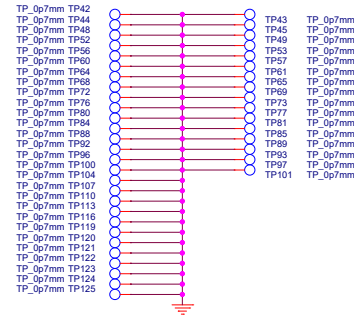 TP_0p7mm TP42
TP_0p7mm TP44
TP_0p7mm TP48
TP_0p7mm TP52
TP_0p7mm TP56
TP_0p7mm TP60
TP_0p7mm TP64
TP_0p7mm TP68
TP_0p7mm TP72
TP_0p7mm TP76
TP_0p7mm TP80
TP_0p7mm TP84
TP_0p7mm TP88
TP_0p7mm TP92
TP_0p7mm TP96
TP_0p7mm TP100
TP_0p7mm TP104
TP_0p7mm TP107
TP_0p7mm TP110
TP_0p7mm TP113
TP_0p7mm TP116
TP_0p7mm TP119
TP_0p7mm TP120
TP_0p7mm TP121
TP_0p7mm TP122
TP_0p7mm TP123
TP_0p7mm TP124
TP_0p7mm TP125
TP43 TP_0p7mm
TP45 TP_0p7mm
TP49 TP_0p7mm
TP53 TP_0p7mm
TP57 TP_0p7mm
TP61 TP_0p7mm
TP65 TP_0p7mm
TP69 TP_0p7mm
TP73 TP_0p7mm
TP77 TP_0p7mm
TP81 TP_0p7mm
TP85 TP_0p7mm
TP89 TP_0p7mm
TP93 TP_0p7mm
TP97 TP_0p7mm
TP101 TP_0p7mm